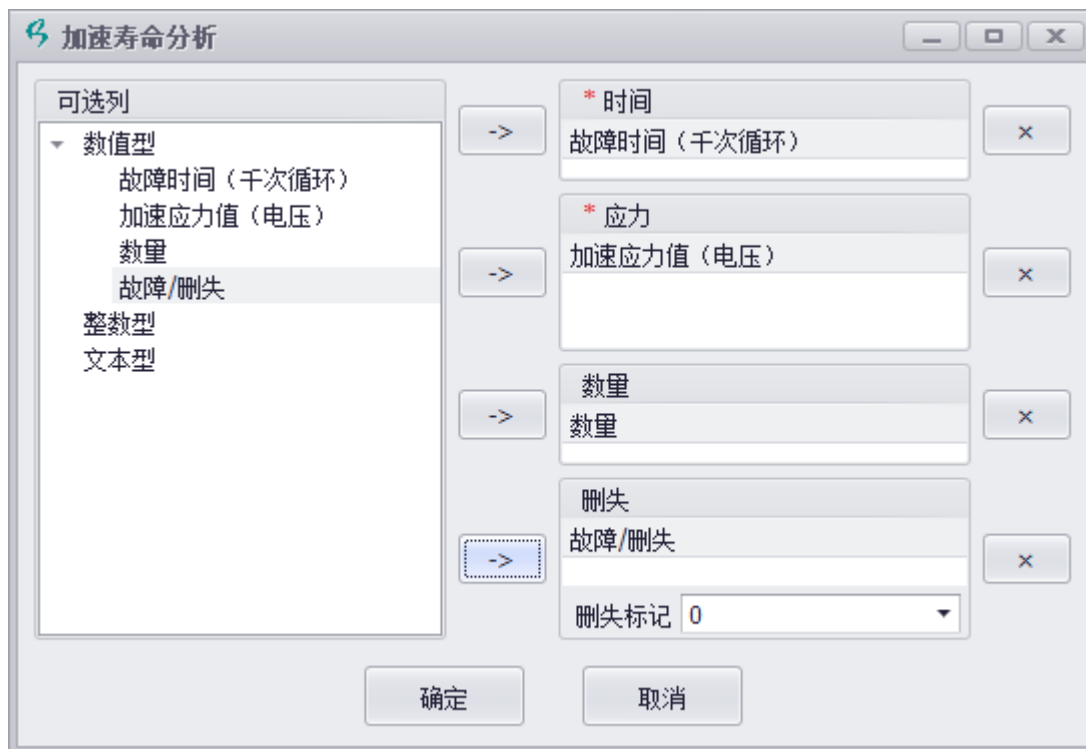 加速寿命分析
可选列
数值型
故障时间（千次循环）
加速应力值（电压）
数量
故障/删失
整数型
文本型
->
* 时间
故障时间（千次循环）
×
->
* 应力
加速应力值（电压）
×
->
数量
数量
×
->
删失
故障/删失
×
删失标记 0
确定
取消